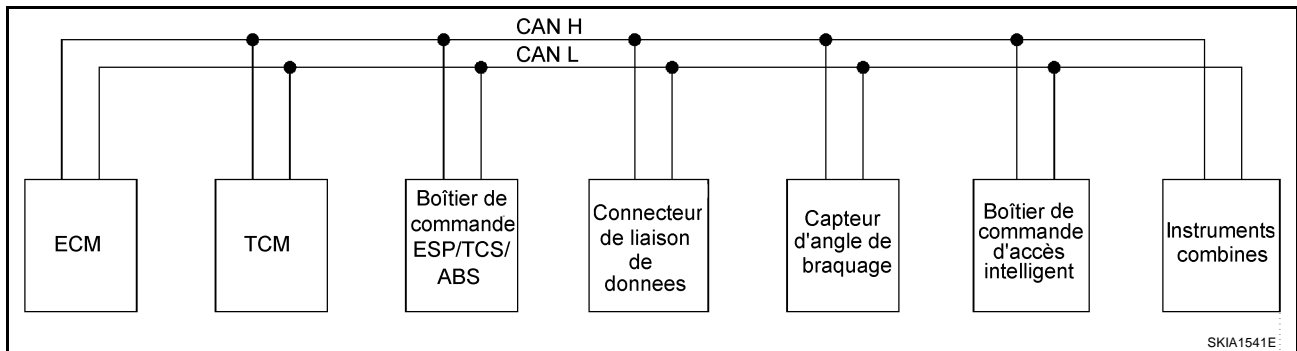 CAN H
CAN L
ECM
TCM
Boîtier de
commande
ESP/TCS/
ABS
Connecteur
de liaison
de
donnees
Capteur
d'angle de
braquage
Boîtier de
commande
d'accès
intelligent
Instruments
combines
SKIA1541E